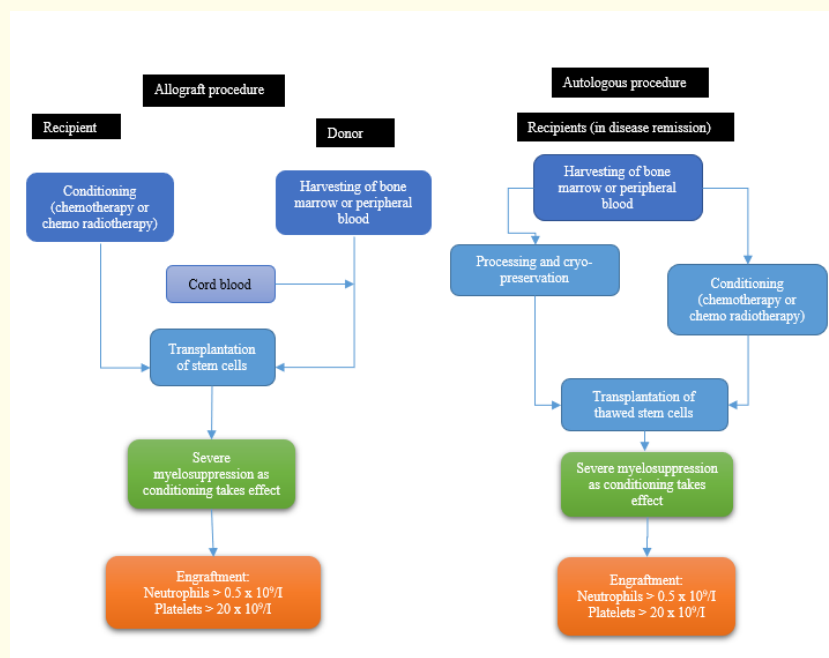 Allograft procedure
Recipient
Donor
Conditioning
(chemotherapy or
chemo radiotherapy)
Harvesting of bone
marrow or peripheral
blood
Cord blood
Transplantation
of stem cells
Severe
myelosuppression as
conditioning takes effect
Engraftment:
Neutrophils > 0.5 x 10⁹/I
Platelets > 20 x 10⁹/I
Autologous procedure
Recipients (in disease remission)
Harvesting of bone
marrow or peripheral
blood
Processing and cryo-
preservation
Conditioning
(chemotherapy or
chemo radiotherapy)
Transplantation of
thawed stem cells
Severe myelosuppression
as conditioning takes
effect
Engraftment:
Neutrophils > 0.5 x 10⁹/I
Platelets > 20 x 10⁹/I